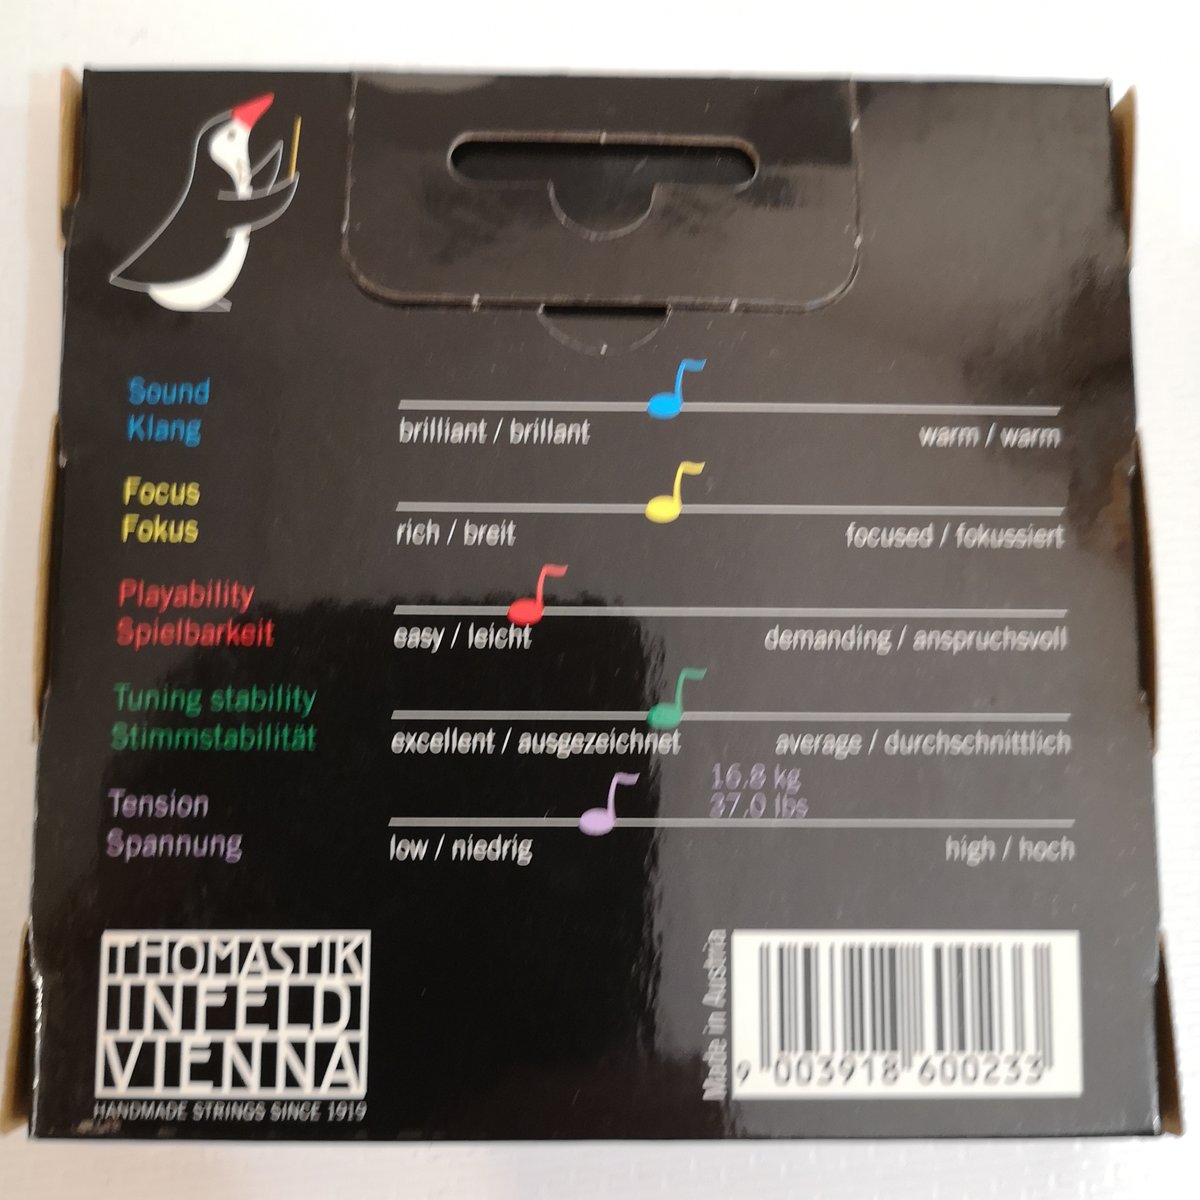 Sound
Klang
brilliant / brillant
warm / warm
Focus
Fokus
rich / breit
focused / fokussiert
Playability
Spielbarkeit
easy / leicht
demanding / anspruchsvoll
Tuning stability
Stimmstabilität
excellent / ausgezeichnet
average / durchschnittlich
Tension
Spannung
16.8 kg
37.0 lbs
low / niedrig
high / hoch
THOMASTIK
INFELD
VIENNA
HANDMADE STRINGS SINCE 1919
Made in Austria
9 003918 600233